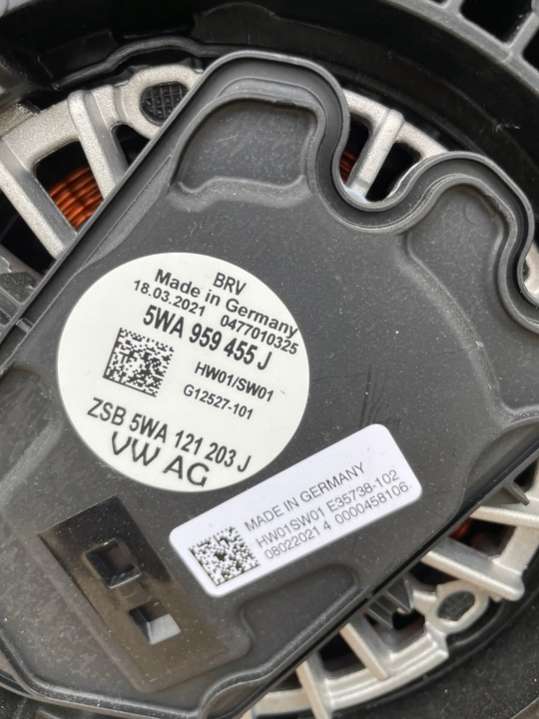 BRV
Made in Germany
18.03.2021 0477010325
5WA 959 455 J
HW01/SW01
G12527-101
ZSB 5WA 121 203 J
VW AG
MADE IN GERMANY
HW01SW01 E35738-102
08022021 4 0000458106